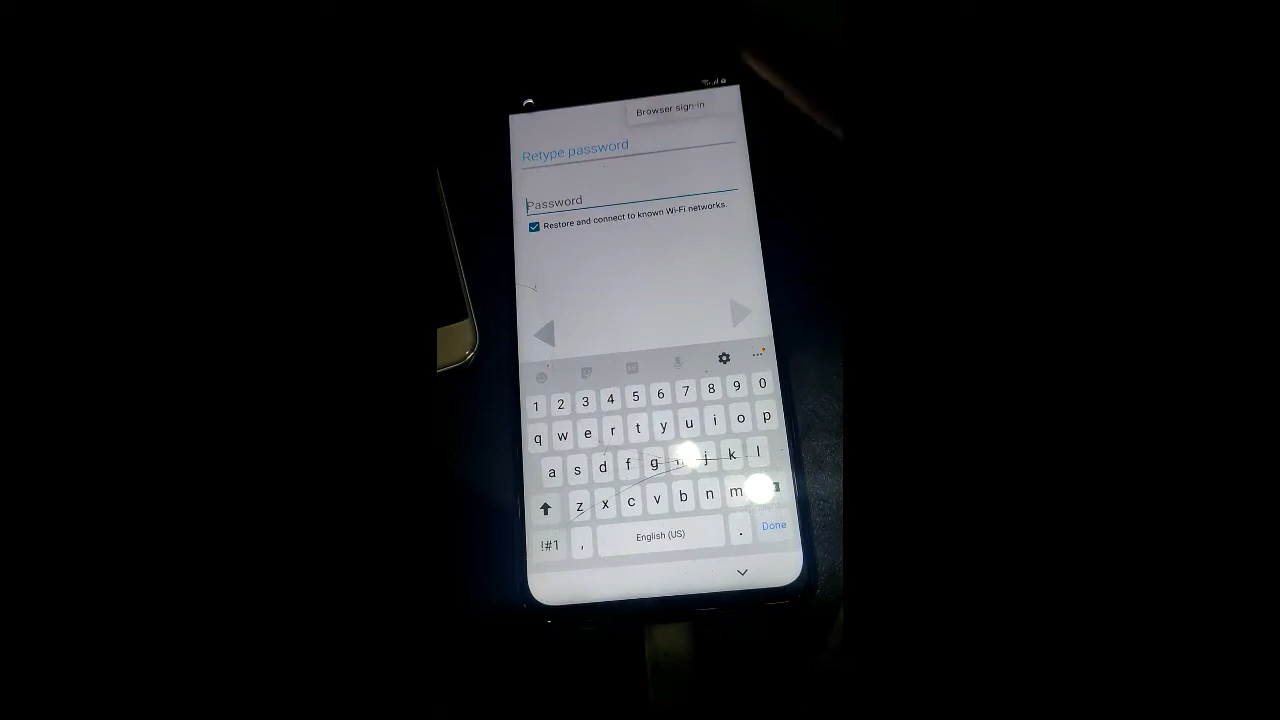 Browser sign-in
Retype password
Password
Restore and connect to known Wi-Fi networks.
1 2 3 4 5 6 7 8 9 0
q w e r t y u i o p
a s d f g j k l
z x c v b n m
!#1 , English (US) . Done